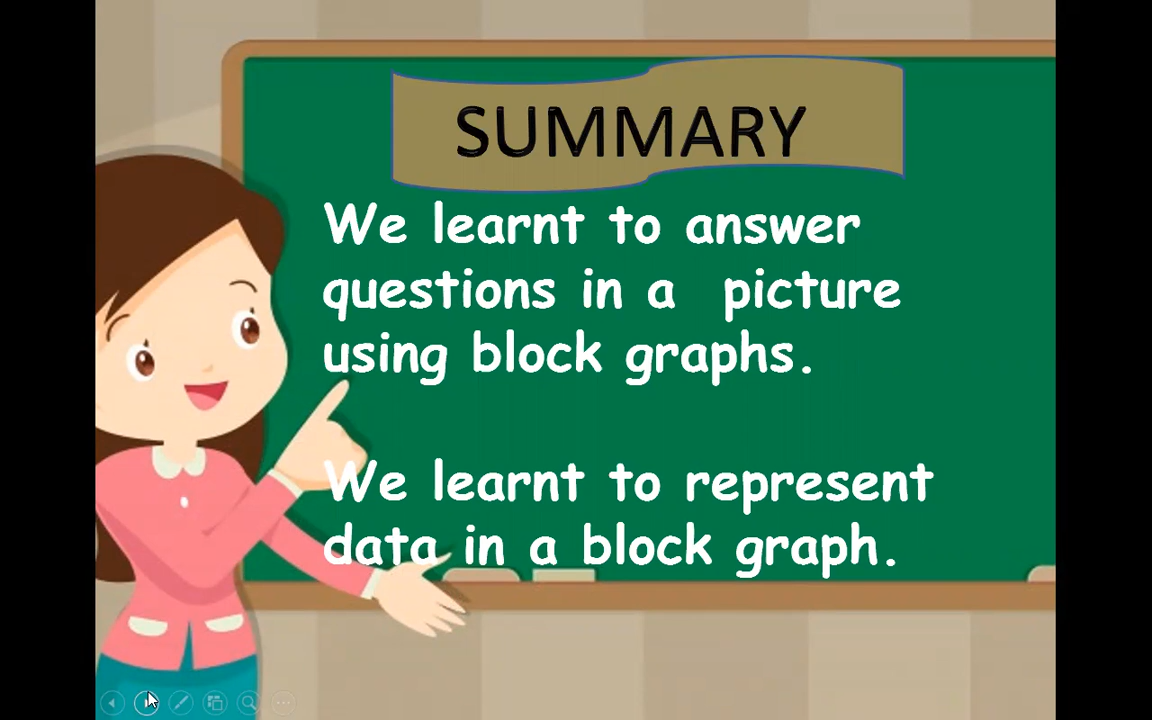 SUMMARY
We learnt to answer
questions in a picture
using block graphs.
We learnt to represent
data in a block graph.